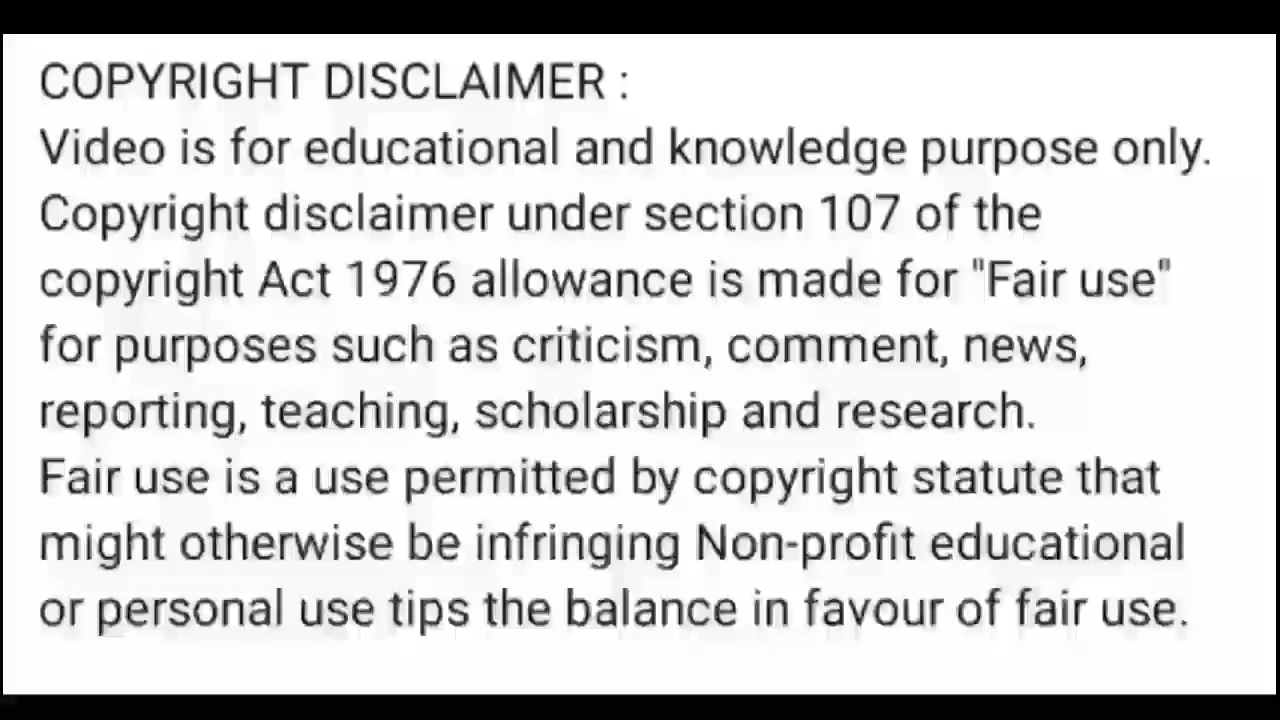 COPYRIGHT DISCLAIMER :
Video is for educational and knowledge purpose only.
Copyright disclaimer under section 107 of the
copyright Act 1976 allowance is made for "Fair use"
for purposes such as criticism, comment, news,
reporting, teaching, scholarship and research.
Fair use is a use permitted by copyright statute that
might otherwise be infringing Non-profit educational
or personal use tips the balance in favour of fair use.